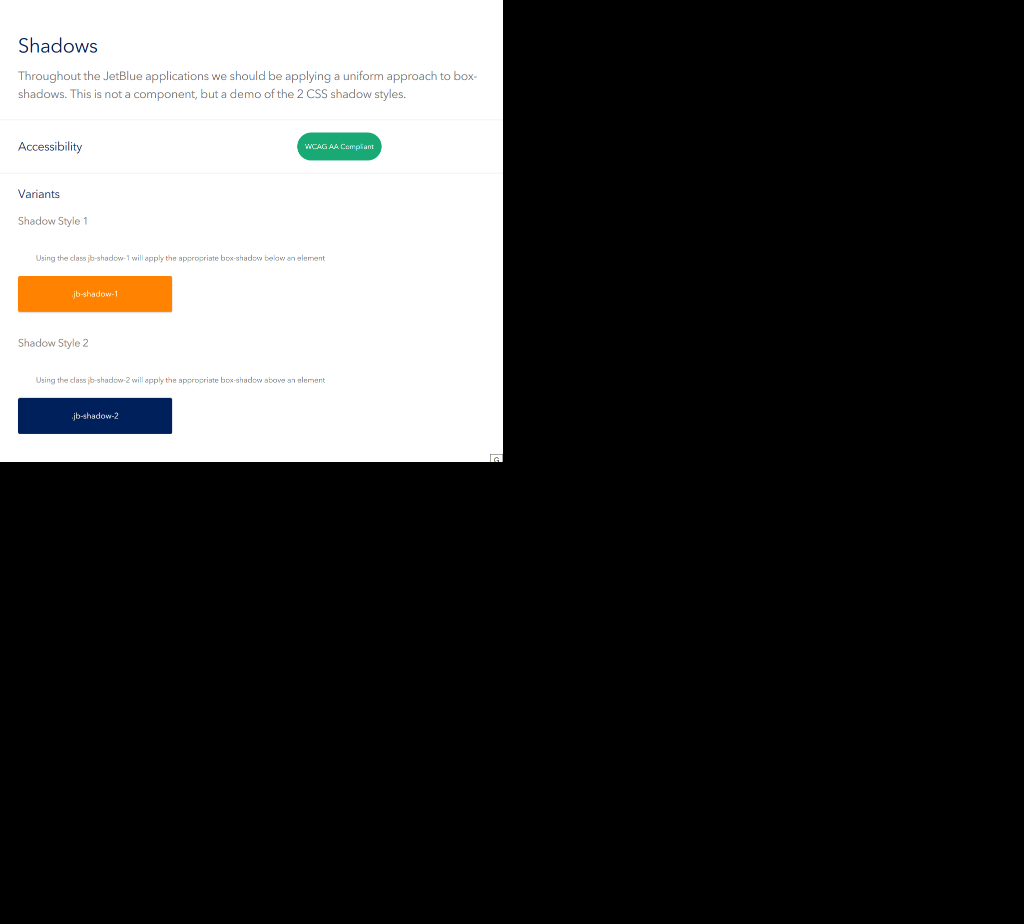 Shadows
Throughout the JetBlue applications we should be applying a uniform approach to box-
shadows. This is not a component, but a demo of the 2 CSS shadow styles.
Accessibility
WCAG AA Compliant
Variants
Shadow Style 1
Using the class jb-shadow-1 will apply the appropriate box-shadow below an element
.jb-shadow-1
Shadow Style 2
Using the class jb-shadow-2 will apply the appropriate box-shadow above an element
.jb-shadow-2
G